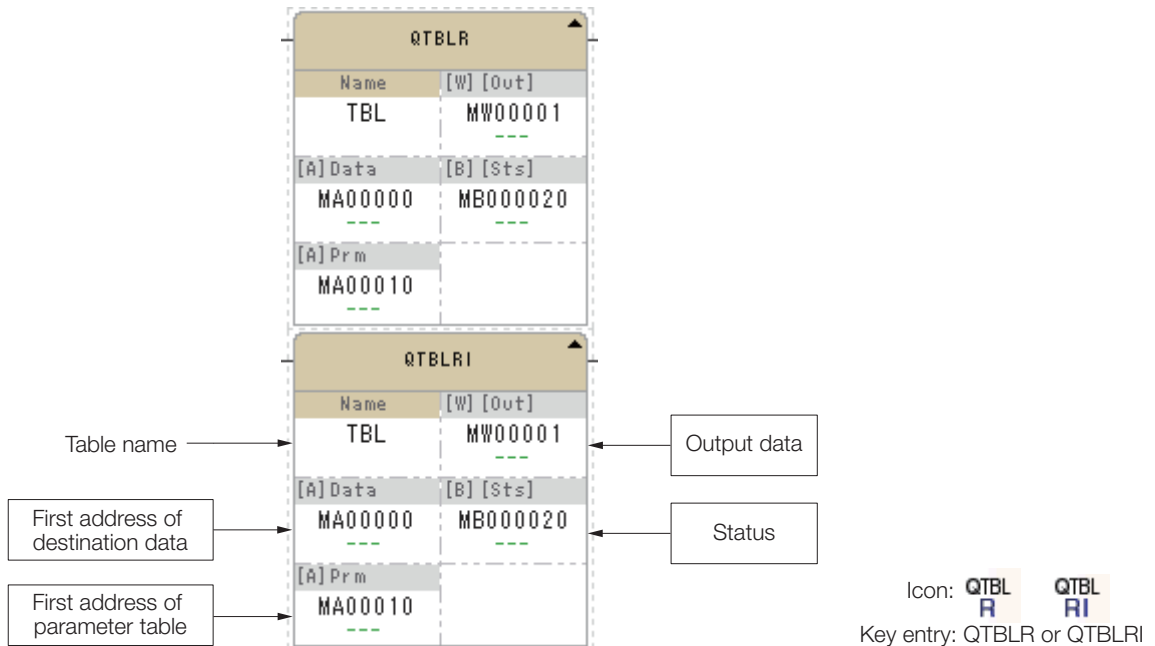 QTBLR
Name [W] [Out]
TBL MW00001
---
[A]Data [B] [Sts]
MA00000 MB000020
--- ---
[A]Prm
MA00010
---
QTBLRI
Name [W] [Out]
Table name TBL MW00001 Output data
---
[A]Data [B] [Sts]
First address of
destination data
MA00000 MB000020 Status
--- ---
[A]Prm
First address of
parameter table
MA00010
---
Icon: QTBL R QTBL RI
Key entry: QTBLR or QTBLRI